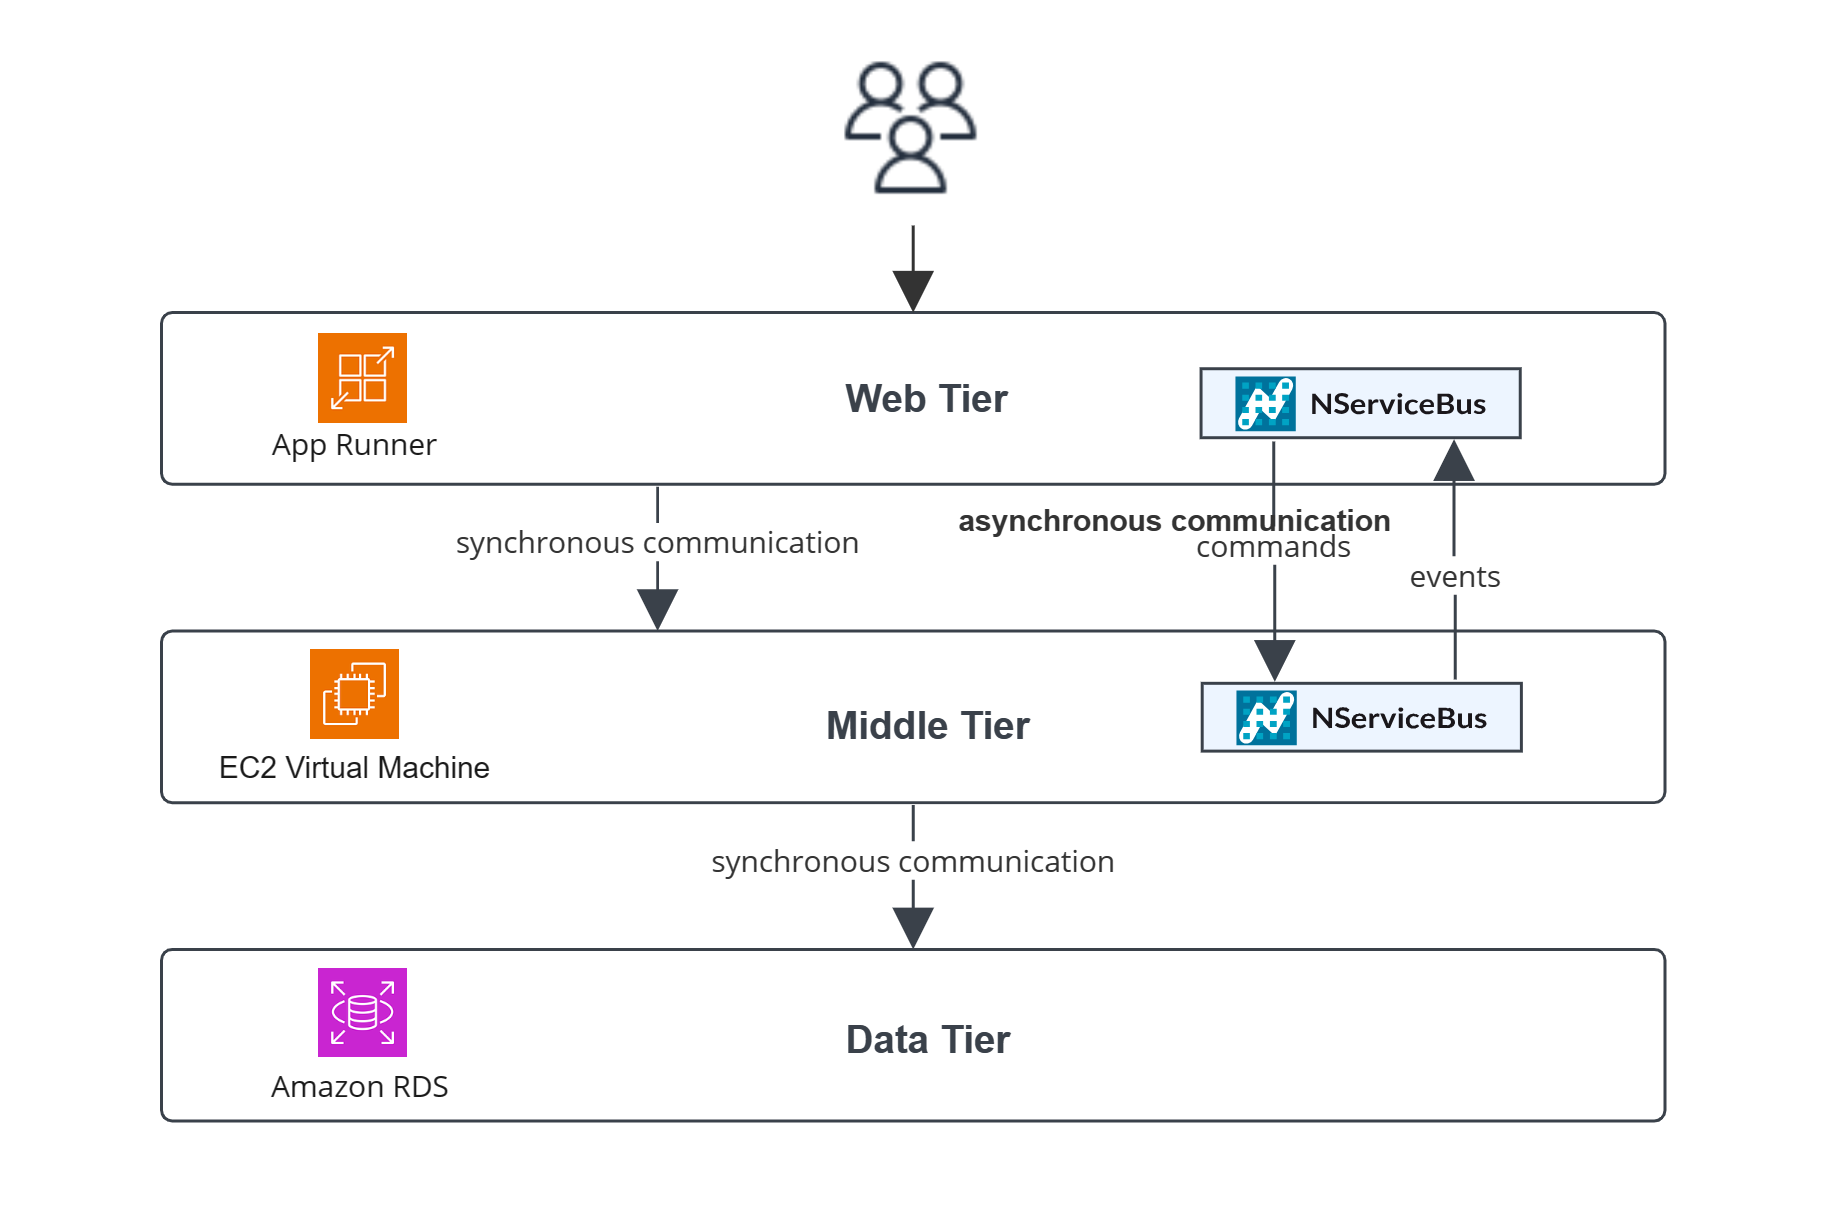 App Runner
Web Tier
NServiceBus
synchronous communication
asynchronous communication
commands
events
EC2 Virtual Machine
Middle Tier
NServiceBus
synchronous communication
Amazon RDS
Data Tier